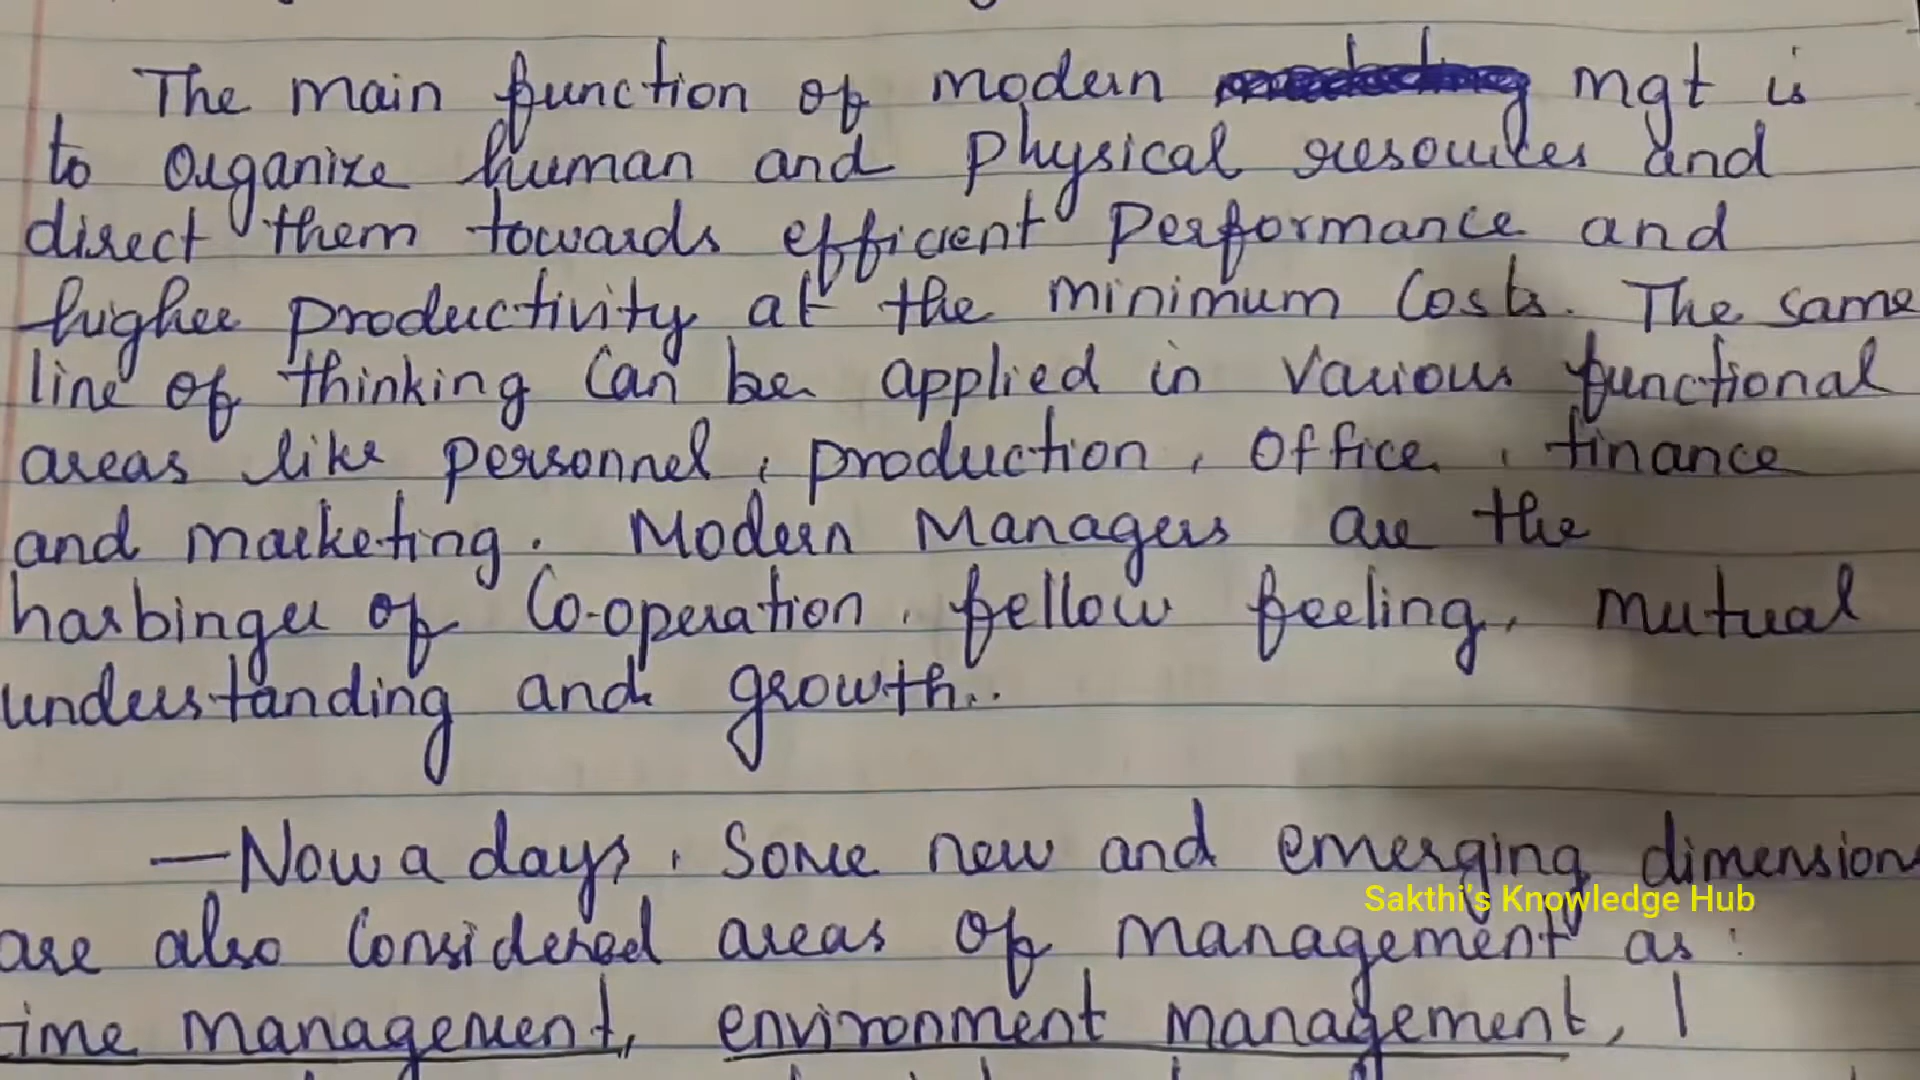 The main function of modern mgt is
to organize human and physical resources and
direct them towards efficient performance and
higher productivity at the minimum costs. The same
line of thinking can be applied in various functional
areas like personnel, production, office, finance
and marketing. Modern Managers are the
harbinger of Co-operation, fellow feeling, mutual
understanding and growth..
—Now a days, Some new and emerging dimension
Sakthi's Knowledge Hub
are also considered areas of management as:
ime management, environment management,